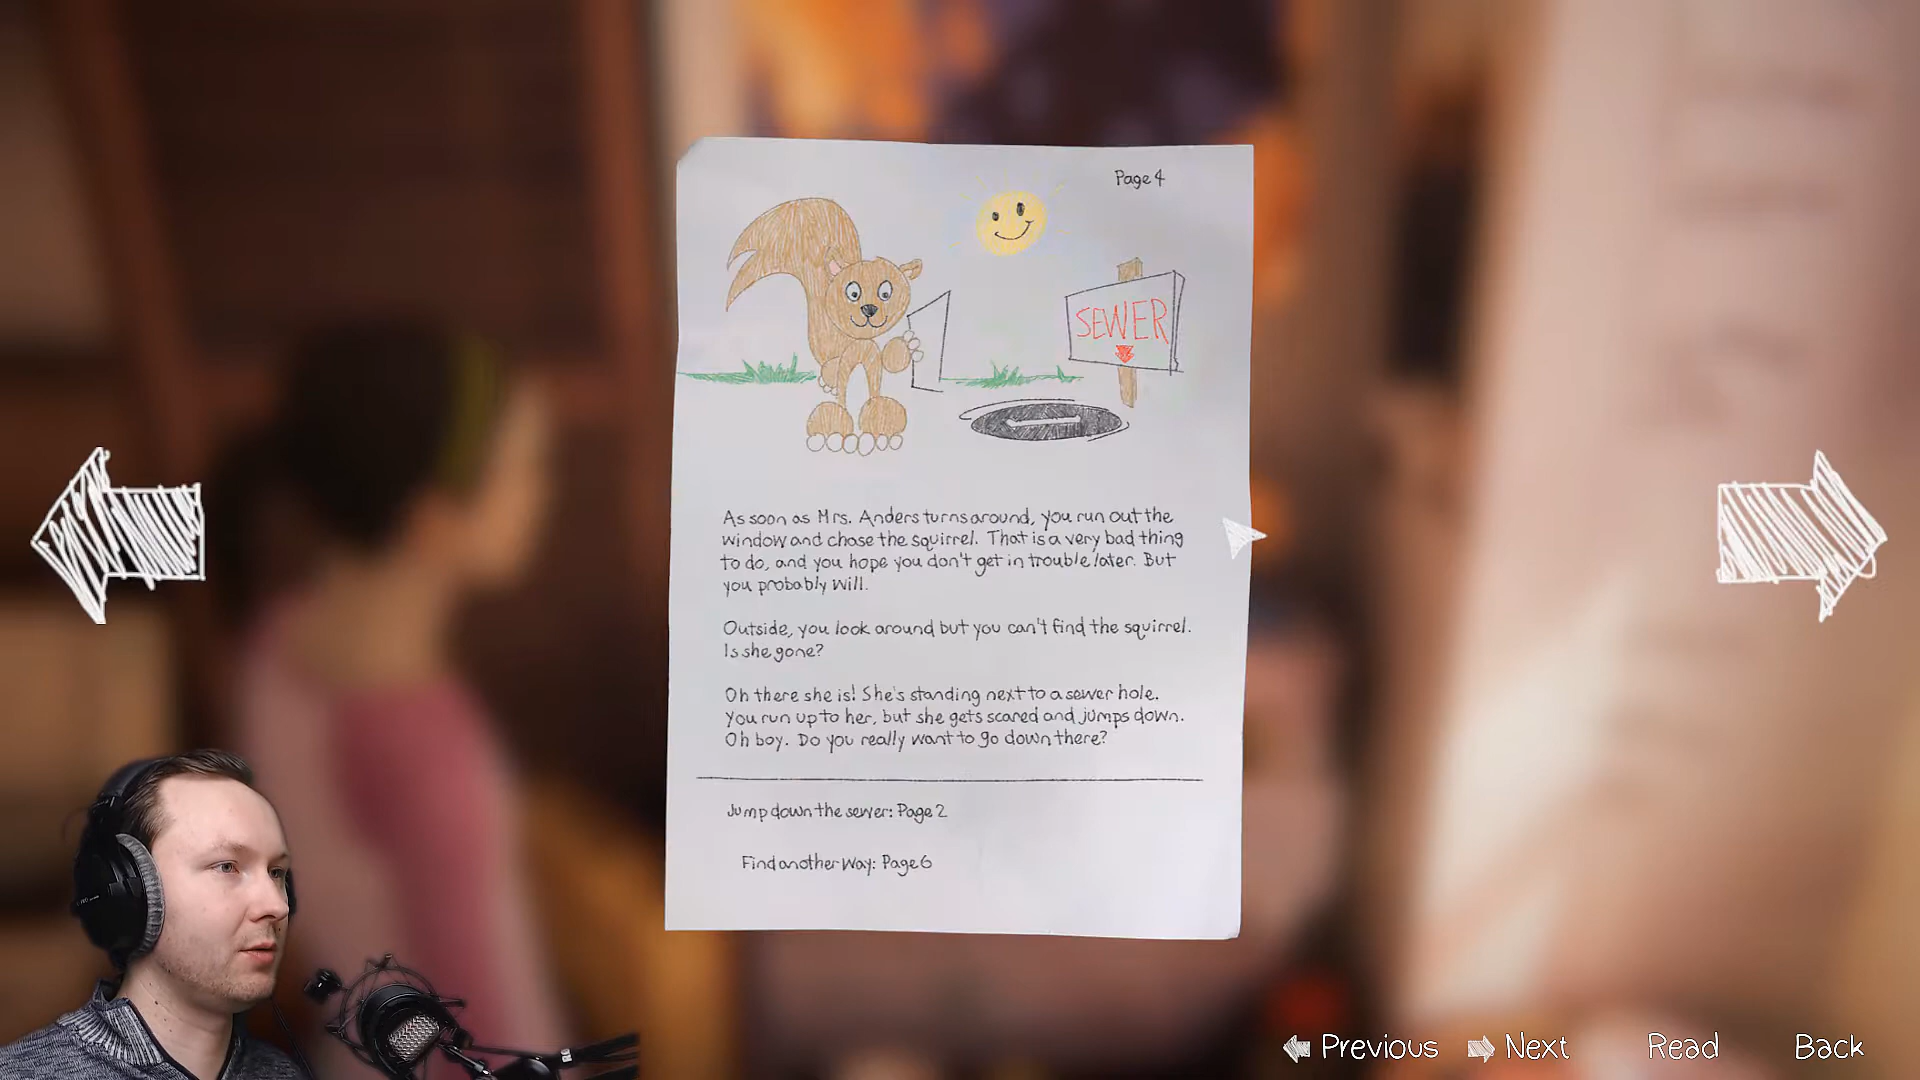 Page 4
SEWER
As soon as Mrs. Anders turns around, you run out the
window and chase the squirrel. That is a very bad thing
to do, and you hope you don't get in trouble later. But
you probably will.
Outside, you look around but you can't find the squirrel.
Is she gone?
Oh there she is! She's standing next to a sewer hole.
You run up to her, but she gets scared and jumps down.
Oh boy. Do you really want to go down there?
Jump down the sewer: Page 2
Find another way: Page 6
Previous
Next
Read
Back